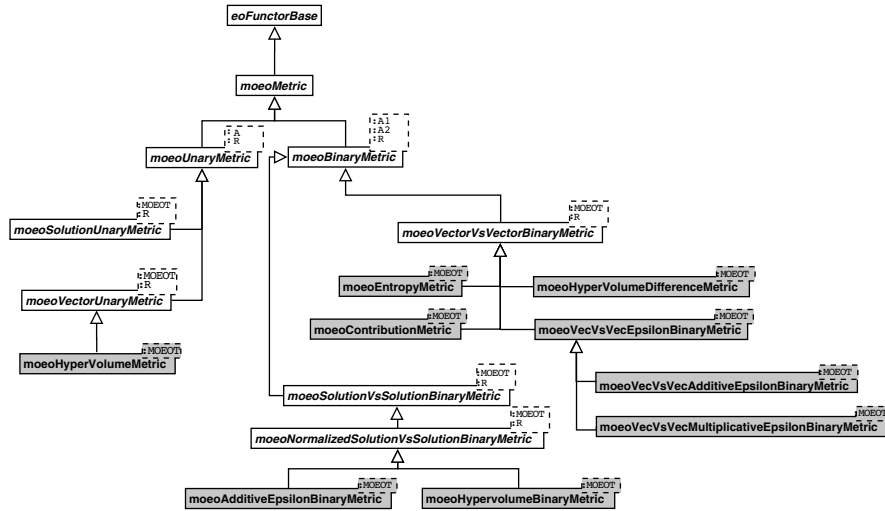 eoFunctorBase
moeoMetric
:A
:R
moeoUnaryMetric
:A1
:A2
:R
moeoBinaryMetric
:MOEOT
:R
moeoSolutionUnaryMetric
:MOEOT
:R
moeoVectorVsVectorBinaryMetric
:MOEOT
:R
moeoVectorUnaryMetric
:MOEOT
moeoEntropyMetric
:MOEOT
moeoHyperVolumeDifferenceMetric
:MOEOT
moeoContributionMetric
:MOEOT
moeoVecVsVecEpsilonBinaryMetric
:MOEOT
moeoHyperVolumeMetric
:MOEOT
moeoVecVsVecAdditiveEpsilonBinaryMetric
:MOEOT
:R
moeoSolutionVsSolutionBinaryMetric
:MOEOT
moeoVecVsVecMultiplicativeEpsilonBinaryMetric
:MOEOT
:R
moeoNormalizedSolutionVsSolutionBinaryMetric
:MOEOT
moeoAdditiveEpsilonBinaryMetric
:MOEOT
moeoHypervolumeBinaryMetric